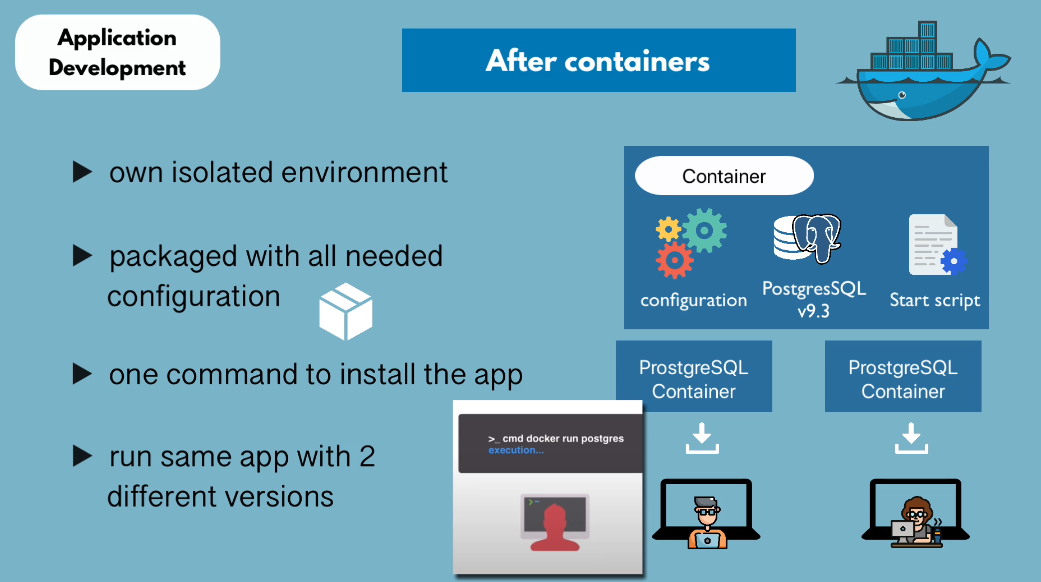 Application
Development
After containers
own isolated environment
packaged with all needed
configuration
one command to install the app
run same app with 2
different versions
Container
configuration
PostgresSQL
v9.3
Start script
ProstgreSQL
Container
ProstgreSQL
Container
>_ cmd docker run postgres
execution...